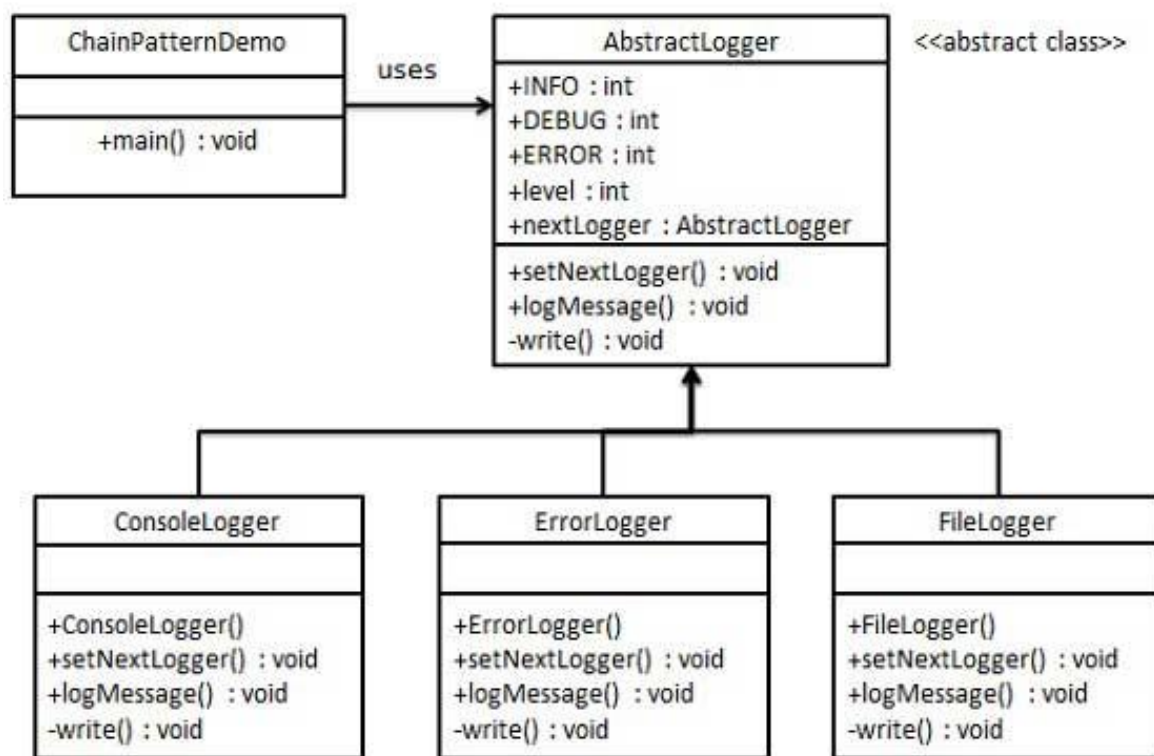 ChainPatternDemo
+main() : void
uses
AbstractLogger
+INFO : int
+DEBUG : int
+ERROR : int
+level : int
+nextLogger : AbstractLogger
+setNextLogger() : void
+logMessage() : void
-write() : void
<<abstract class>>
ConsoleLogger
+ConsoleLogger()
+setNextLogger() : void
+logMessage() : void
-write() : void
ErrorLogger
+ErrorLogger()
+setNextLogger() : void
+logMessage() : void
-write() : void
FileLogger
+FileLogger()
+setNextLogger() : void
+logMessage() : void
-write() : void